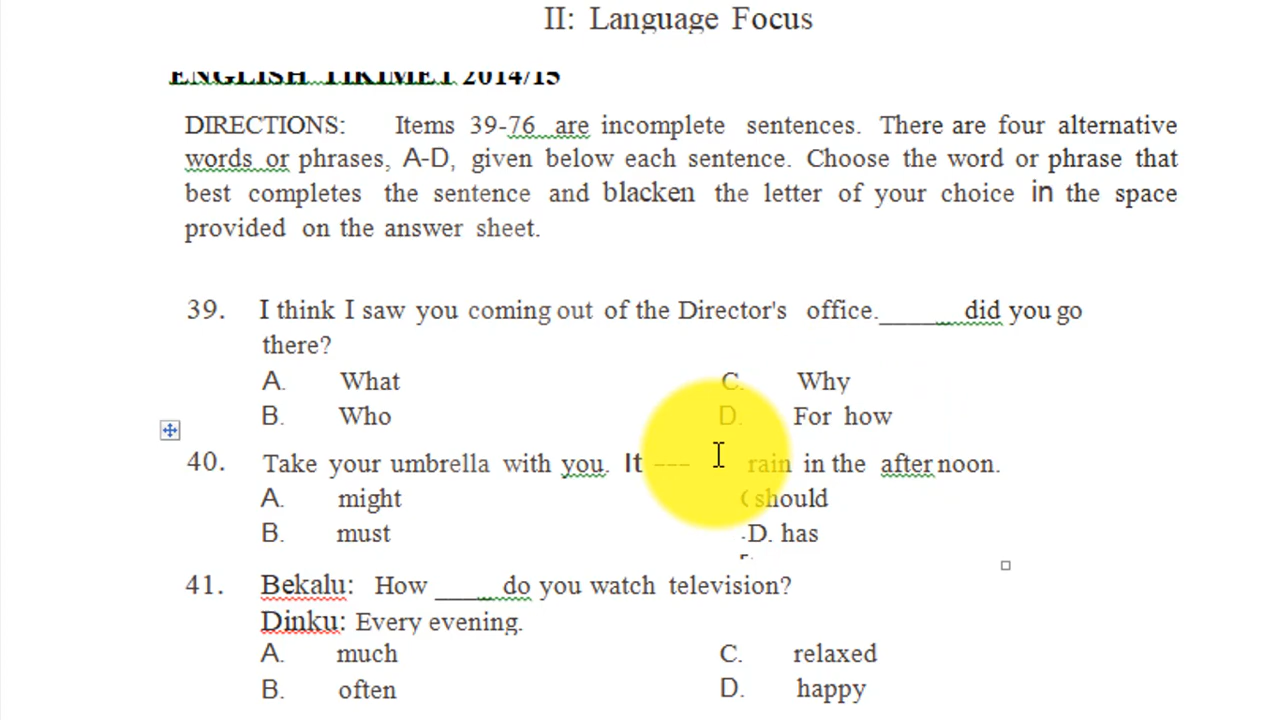 II: Language Focus
ENGLISH TIKIMET 2014/15
DIRECTIONS: Items 39-76 are incomplete sentences. There are four alternative
words or phrases, A-D, given below each sentence. Choose the word or phrase that
best completes the sentence and blacken the letter of your choice in the space
provided on the answer sheet.
39. I think I saw you coming out of the Director's office.______ did you go
there?
A. What C. Why
B. Who D. For how
40. Take your umbrella with you. It --- rain in the after noon.
A. might ( should
B. must .D. has
41. Bekalu: How _____ do you watch television?
Dinku: Every evening.
A. much C. relaxed
B. often D. happy